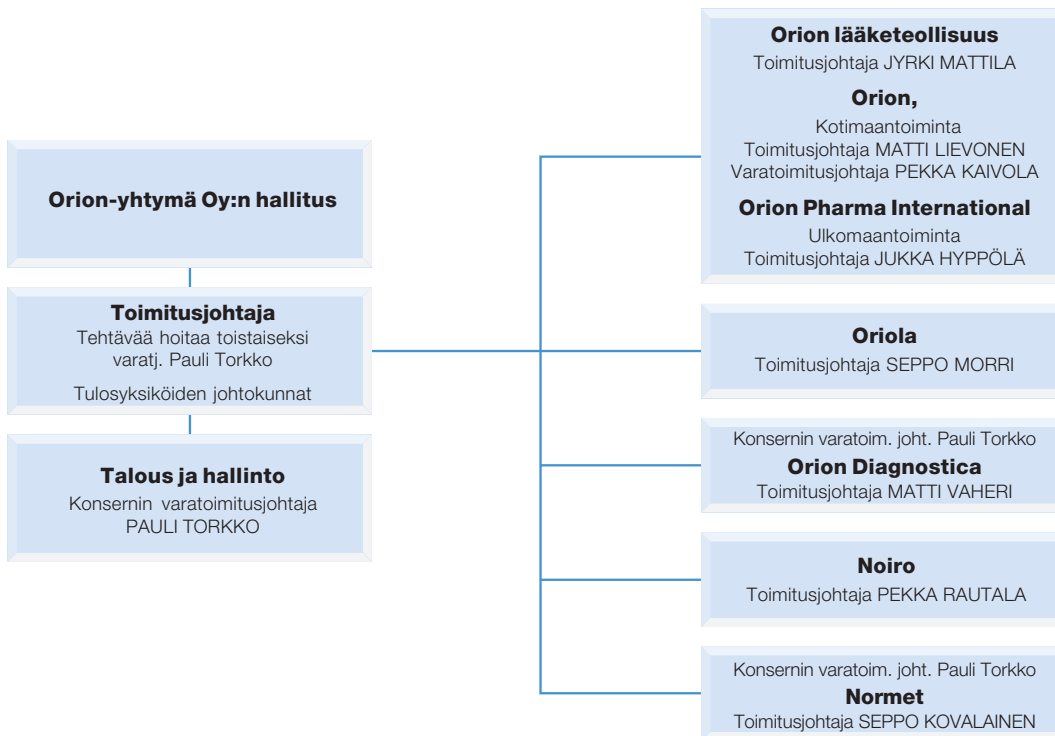 Orion-yhtymä Oy:n hallitus
Toimitusjohtaja
Tehtävää hoitaa toistaiseksi
varatj. Pauli Torkko
Tulosyksiköiden johtokunnat
Talous ja hallinto
Konsernin varatoimitusjohtaja
PAULI TORKKO
Orion lääketeollisuus
Toimitusjohtaja JYRKI MATTILA
Orion,
Kotimaantoiminta
Toimitusjohtaja MATTI LIEVONEN
Varatoimitusjohtaja PEKKA KAIVOLA
Orion Pharma International
Ulkomaantoiminta
Toimitusjohtaja JUKKA HYPPÖLÄ
Oriola
Toimitusjohtaja SEPPO MORRI
Konsernin varatoim. joht. Pauli Torkko
Orion Diagnostica
Toimitusjohtaja MATTI VAHERI
Noiro
Toimitusjohtaja PEKKA RAUTALA
Konsernin varatoim. joht. Pauli Torkko
Normet
Toimitusjohtaja SEPPO KOVALAINEN